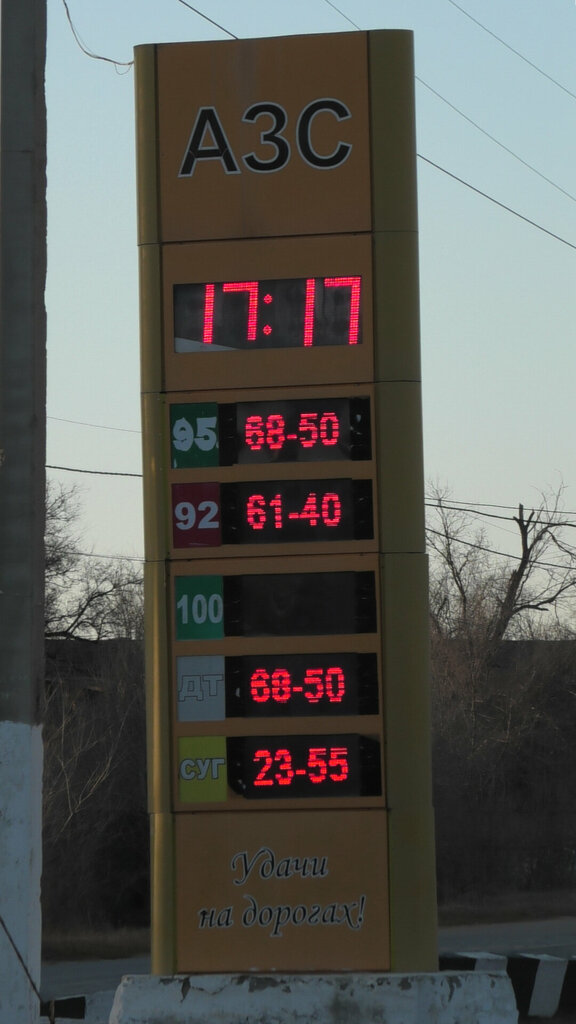 АЗС
17:17
95 68-50
92 61-40
100
ДТ 68-50
СУГ 23-55
Удачи
на дорогах!